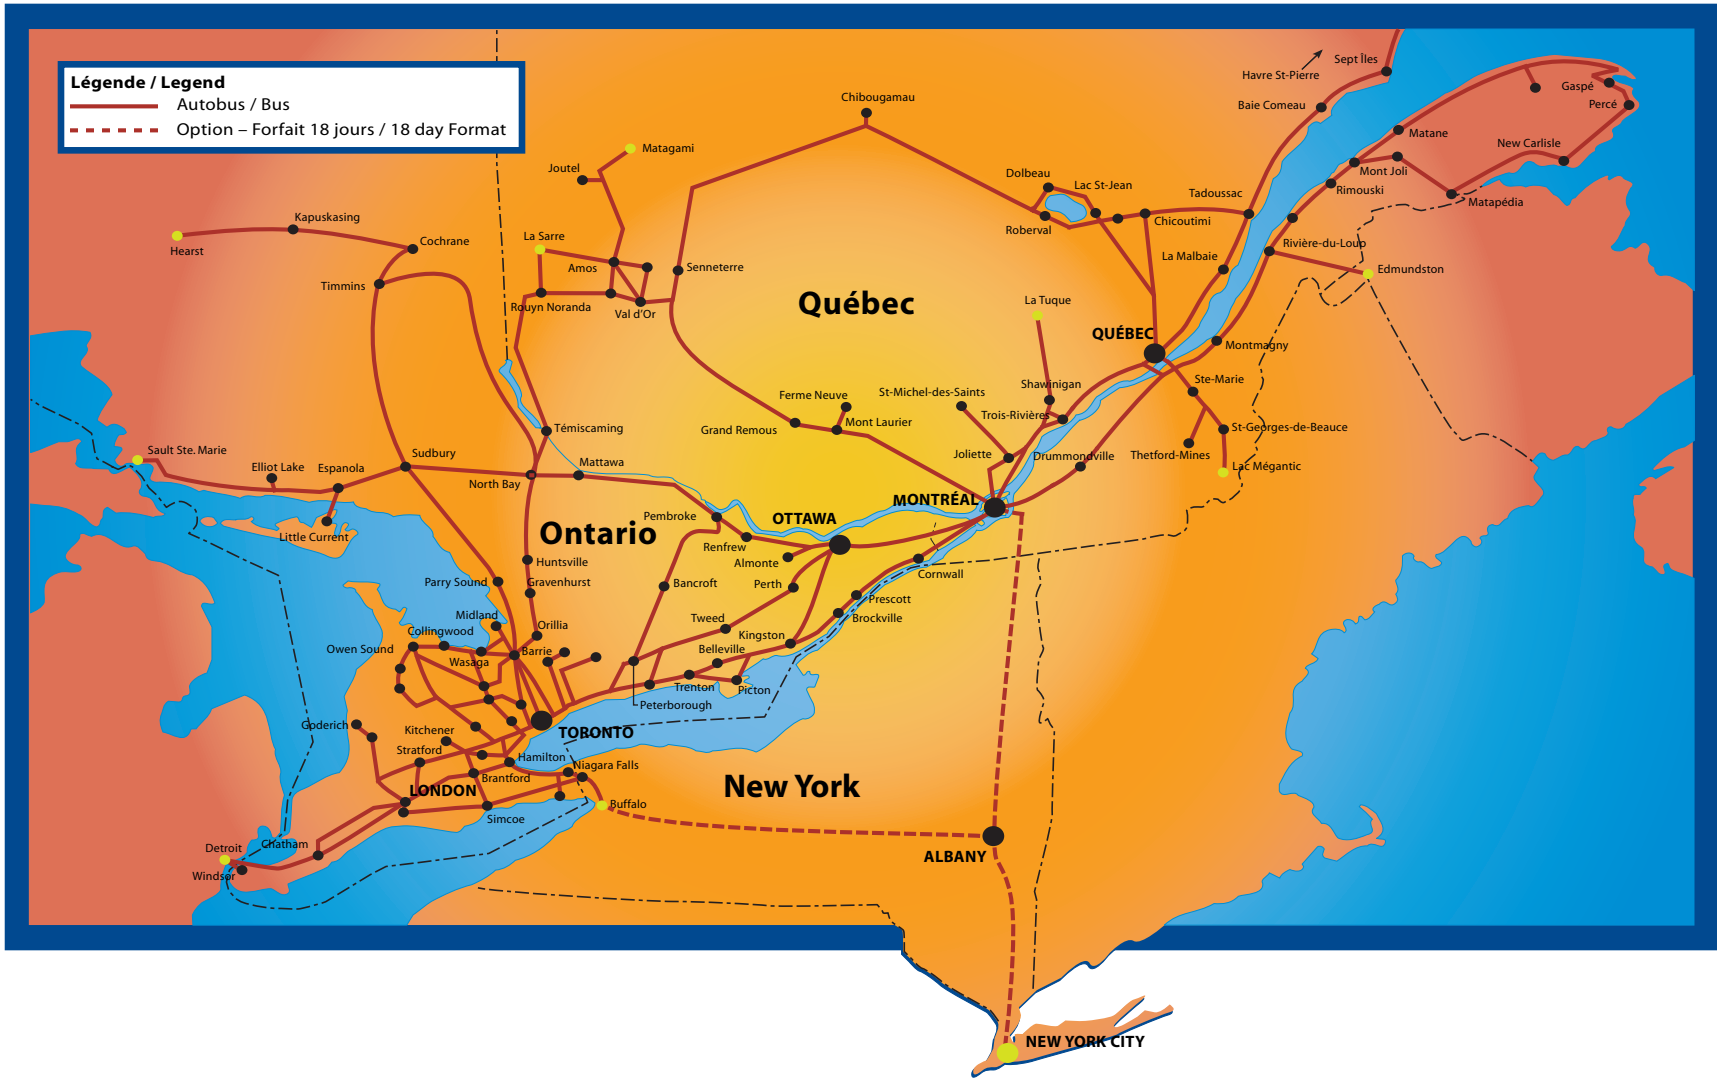 Légende / Legend
Autobus / Bus
Option – Forfait 18 jours / 18 day Format
Sept Îles
Havre St-Pierre
Baie Comeau
Gaspé
Percé
Chibougamau
Matane
New Carlisle
Matagami
Joutel
Mont Joli
Dolbeau
Lac St-Jean
Tadoussac
Rimouski
Matapédia
Kapuskasing
Chicoutimi
Roberval
Hearst
Cochrane
La Sarre
Rivière-du-Loup
Amos
Senneterre
La Malbaie
Edmundston
Timmins
Rouyn Noranda
Val d'Or
Québec
La Tuque
QUÉBEC
Montmagny
Ste-Marie
Shawinigan
Ferme Neuve
St-Michel-des-Saints
Trois-Rivières
Témiscaming
Grand Remous
Mont Laurier
St-Georges-de-Beauce
Sault Ste. Marie
Sudbury
Elliot Lake
Espanola
Mattawa
North Bay
Joliette
Drummondville
Thetford-Mines
Lac Mégantic
MONTRÉAL
Little Current
Ontario
Pembroke
OTTAWA
Renfrew
Almonte
Huntsville
Cornwall
Parry Sound
Gravenhurst
Bancroft
Perth
Prescott
Midland
Brockville
Collingwood
Orillia
Tweed
Kingston
Owen Sound
Wasaga
Barrie
Belleville
Trenton
Picton
Peterborough
Goderich
Kitchener
TORONTO
Stratford
Hamilton
Niagara Falls
Brantford
LONDON
New York
Buffalo
Simcoe
Detroit
Chatham
Windsor
ALBANY
NEW YORK CITY